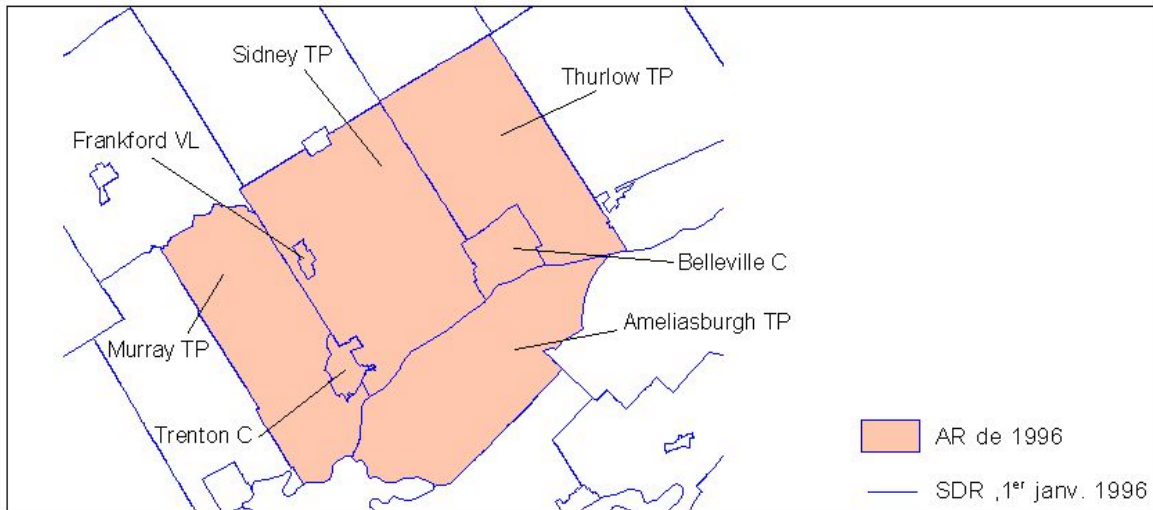 Sidney TP
Thurlow TP
Frankford VL
Belleville C
Ameliasburgh TP
Murray TP
Trenton C
AR de 1996
SDR ,1er janv. 1996